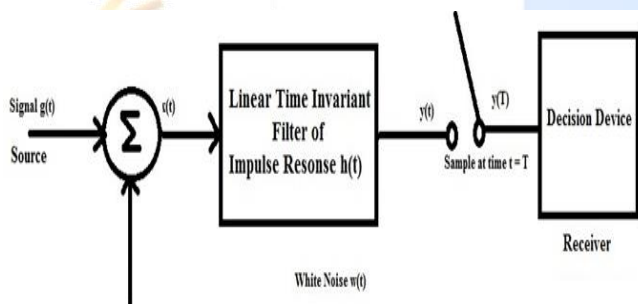 Signal g(t)
Source
Σ
c(t)
Linear Time Invariant
Filter of
Impulse Resonse h(t)
y(t)
y(T)
Sample at time t = T
Decision Device
Receiver
White Noise w(t)